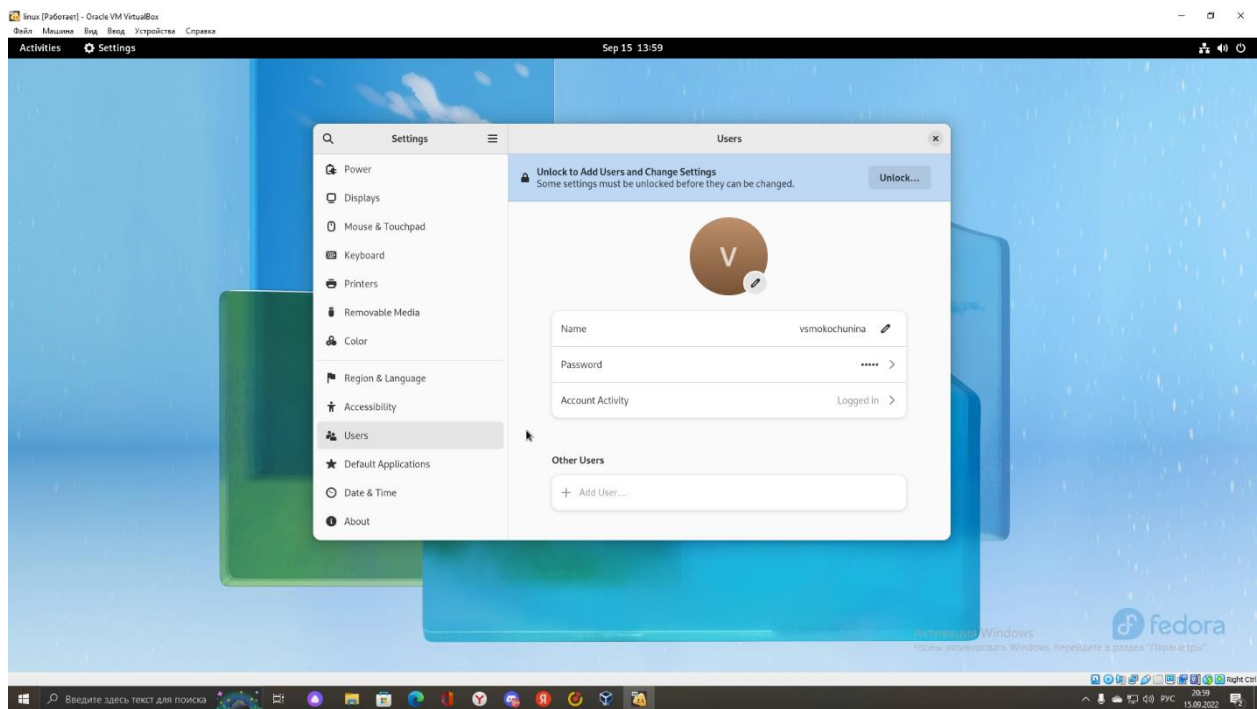 linux [Работает] - Oracle VM VirtualBox
Файл Машина Вид Ввод Устройства Справка
Activities Settings Sep 15 13:59
Settings Users
Unlock to Add Users and Change Settings
Some settings must be unlocked before they can be changed.
Unlock...
Power
Displays
Mouse & Touchpad
Keyboard
Printers
Removable Media
Color
Region & Language
Accessibility
Users
Default Applications
Date & Time
About
V
Name vsmokochunina
Password •••••
Account Activity Logged in
Other Users
+ Add User...
fedora
Активация Windows
Чтобы активировать Windows, перейдите в раздел "Параметры".
Right Ctrl
Введите здесь текст для поиска
РУС
20:59
15.09.2022